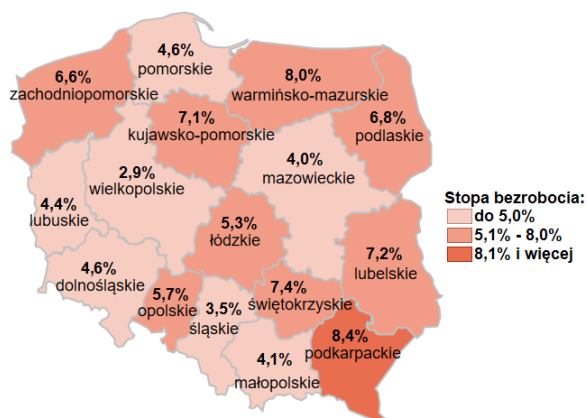 4,6%
pomorskie
6,6%
zachodniopomorskie
8,0%
warmińsko-mazurskie
7,1%
kujawsko-pomorskie
6,8%
podlaskie
2,9%
wielkopolskie
4,0%
mazowieckie
4,4%
lubuskie
5,3%
łódzkie
Stopa bezrobocia:
do 5,0%
5,1% - 8,0%
8,1% i więcej
7,2%
lubelskie
4,6%
dolnośląskie
5,7%
opolskie
3,5%
śląskie
7,4%
świętokrzyskie
8,4%
podkarpackie
4,1%
małopolskie